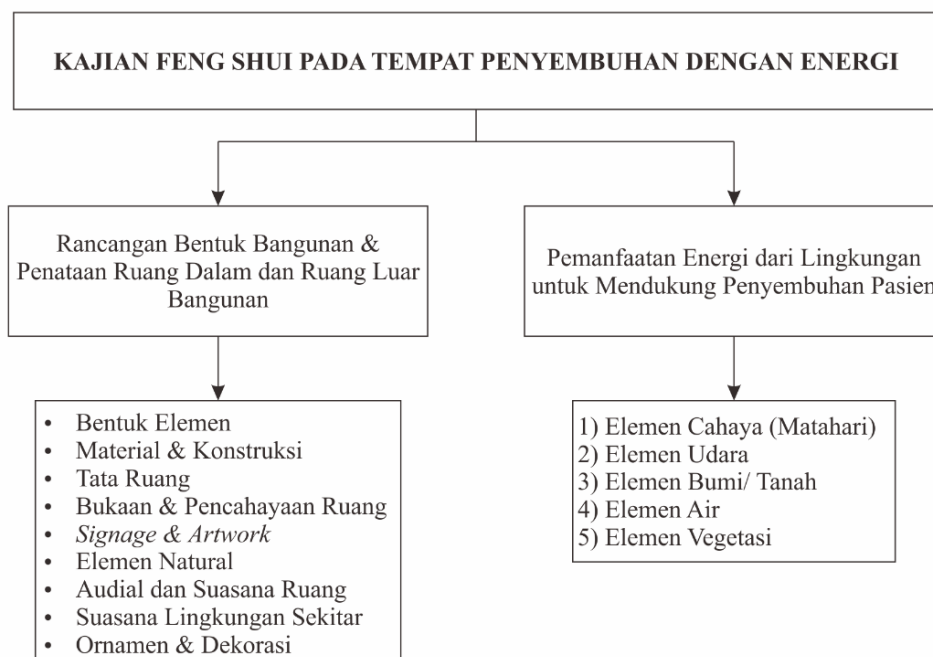 KAJIAN FENG SHUI PADA TEMPAT PENYEMBUHAN DENGAN ENERGI
Rancangan Bentuk Bangunan &
Penataan Ruang Dalam dan Ruang Luar
Bangunan
Pemanfaatan Energi dari Lingkungan
untuk Mendukung Penyembuhan Pasien
• Bentuk Elemen
• Material & Konstruksi
• Tata Ruang
• Bukaan & Pencahayaan Ruang
• Signage & Artwork
• Elemen Natural
• Audial dan Suasana Ruang
• Suasana Lingkungan Sekitar
• Ornamen & Dekorasi
1) Elemen Cahaya (Matahari)
2) Elemen Udara
3) Elemen Bumi/ Tanah
4) Elemen Air
5) Elemen Vegetasi